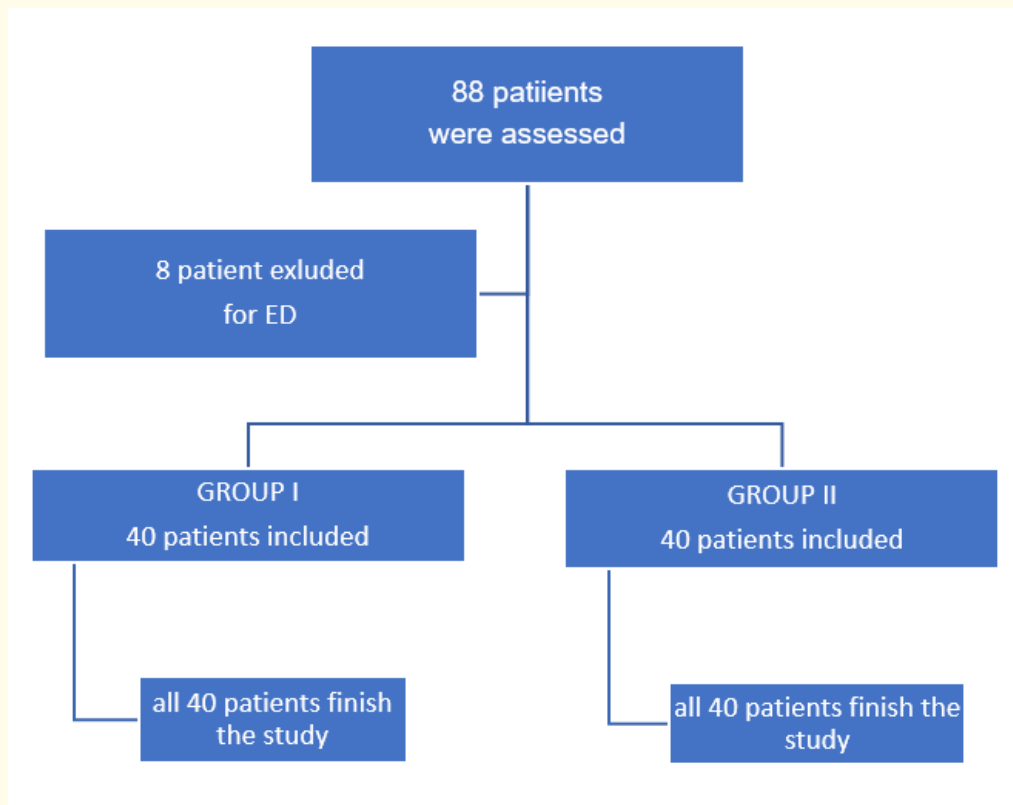 88 patiients
were assessed
8 patient exluded
for ED
GROUP I
40 patients included
GROUP II
40 patients included
all 40 patients finish
the study
all 40 patients finish the
study